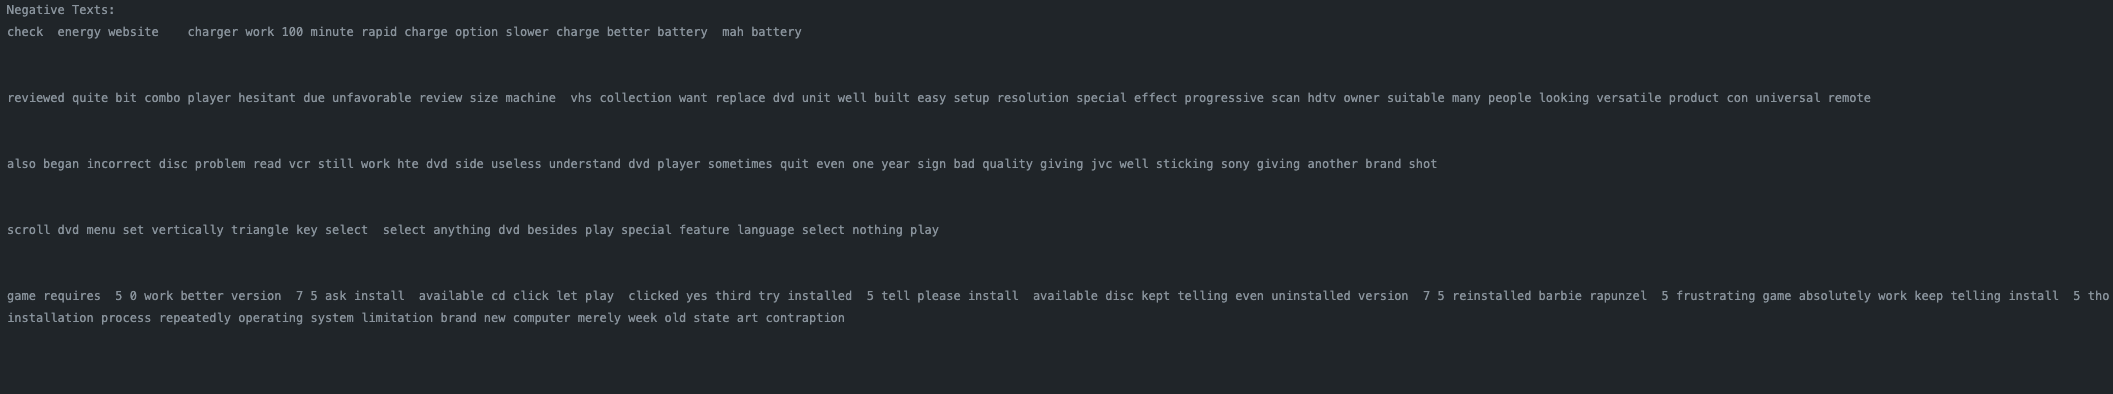 Negative Texts:
check  energy website    charger work 100 minute rapid charge option slower charge better battery  mah battery
reviewed quite bit combo player hesitant due unfavorable review size machine  vhs collection want replace dvd unit well built easy setup resolution special effect progressive scan hdtv owner suitable many people looking versatile product con universal remote
also began incorrect disc problem read vcr still work hte dvd side useless understand dvd player sometimes quit even one year sign bad quality giving jvc well sticking sony giving another brand shot
scroll dvd menu set vertically triangle key select  select anything dvd besides play special feature language select nothing play
game requires  5 0 work better version  7 5 ask install  available cd click let play  clicked yes third try installed  5 tell please install  available disc kept telling even uninstalled version  7 5 reinstalled barbie rapunzel  5 frustrating game absolutely work keep telling install  5 tho
installation process repeatedly operating system limitation brand new computer merely week old state art contraption